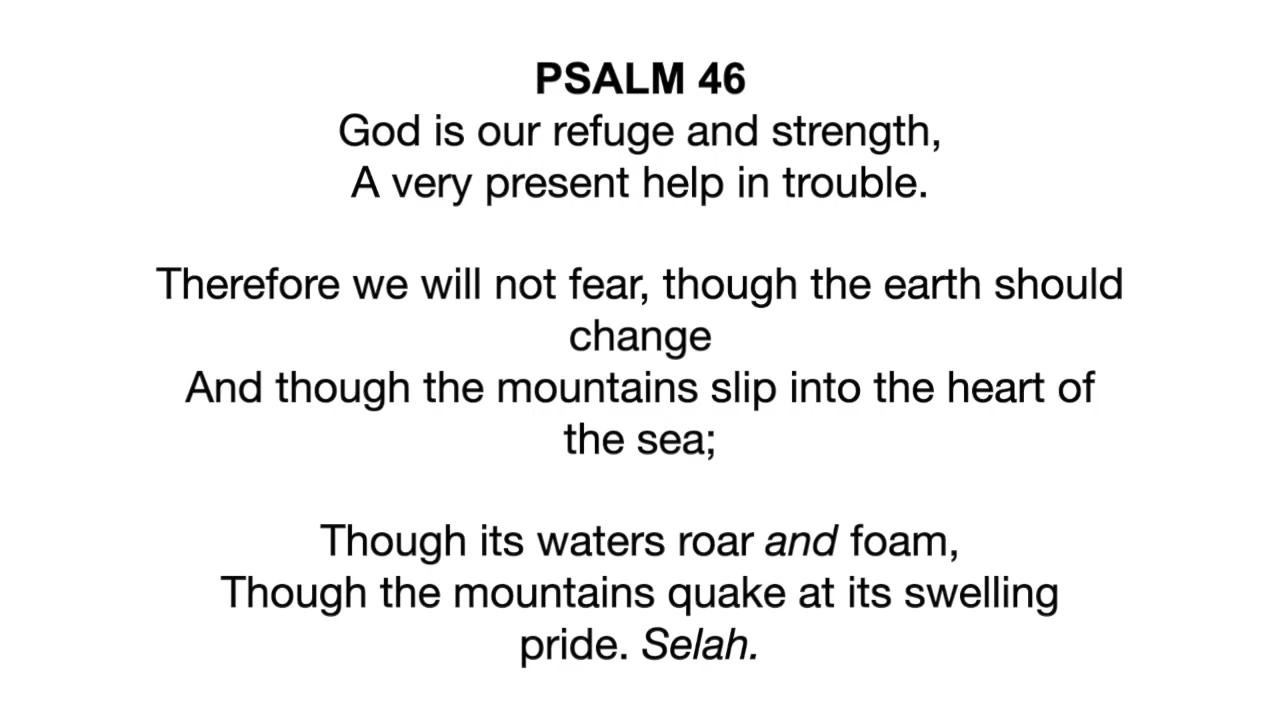 PSALM 46
God is our refuge and strength,
A very present help in trouble.
Therefore we will not fear, though the earth should
change
And though the mountains slip into the heart of
the sea;
Though its waters roar and foam,
Though the mountains quake at its swelling
pride. Selah.